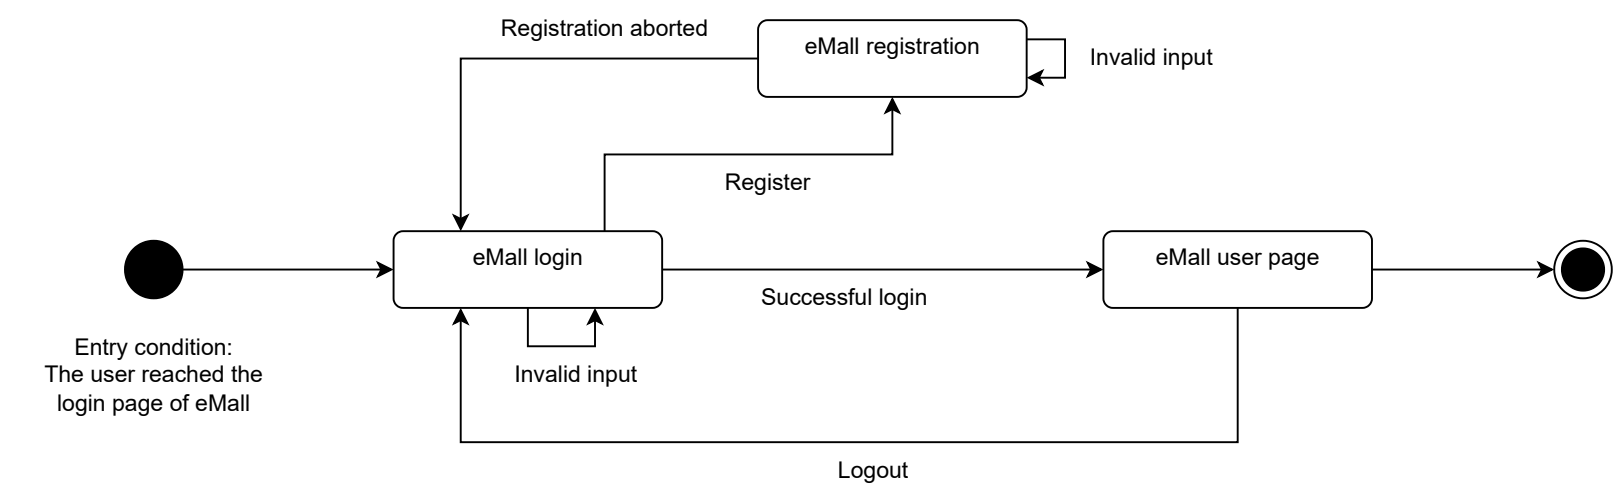 Registration aborted
eMall registration
Invalid input
Register
eMall login
Successful login
eMall user page
Entry condition:
The user reached the
login page of eMall
Invalid input
Logout